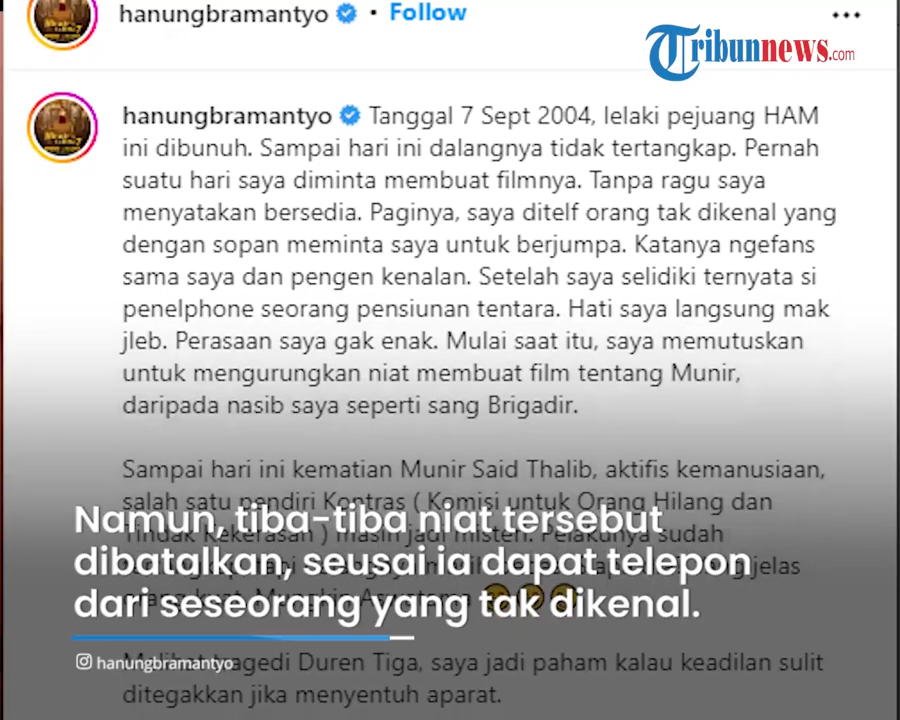 hanungbramantyo • Follow
Tribunnews.com
hanungbramantyo Tanggal 7 Sept 2004, lelaki pejuang HAM
ini dibunuh. Sampai hari ini dalangnya tidak tertangkap. Pernah
suatu hari saya diminta membuat filmnya. Tanpa ragu saya
menyatakan bersedia. Paginya, saya ditelf orang tak dikenal yang
dengan sopan meminta saya untuk berjumpa. Katanya ngefans
sama saya dan pengen kenalan. Setelah saya selidiki ternyata si
penelphone seorang pensiunan tentara. Hati saya langsung mak
jleb. Perasaan saya gak enak. Mulai saat itu, saya memutuskan
untuk mengurungkan niat membuat film tentang Munir,
daripada nasib saya seperti sang Brigadir.
Sampai hari ini kematian Munir Said Thalib, aktifis kemanusiaan,
salah satu pendiri Kontras ( Komisi untuk Orang Hilang dan
Tindak Kekerasan ) masih jadi misteri. Pelakunya sudah
jelas
Namun, tiba-tiba niat tersebut
dibatalkan, seusai ia dapat telepon
dari seseorang yang tak dikenal.
hanungbramantyo
tragedi Duren Tiga, saya jadi paham kalau keadilan sulit
ditegakkan jika menyentuh aparat.